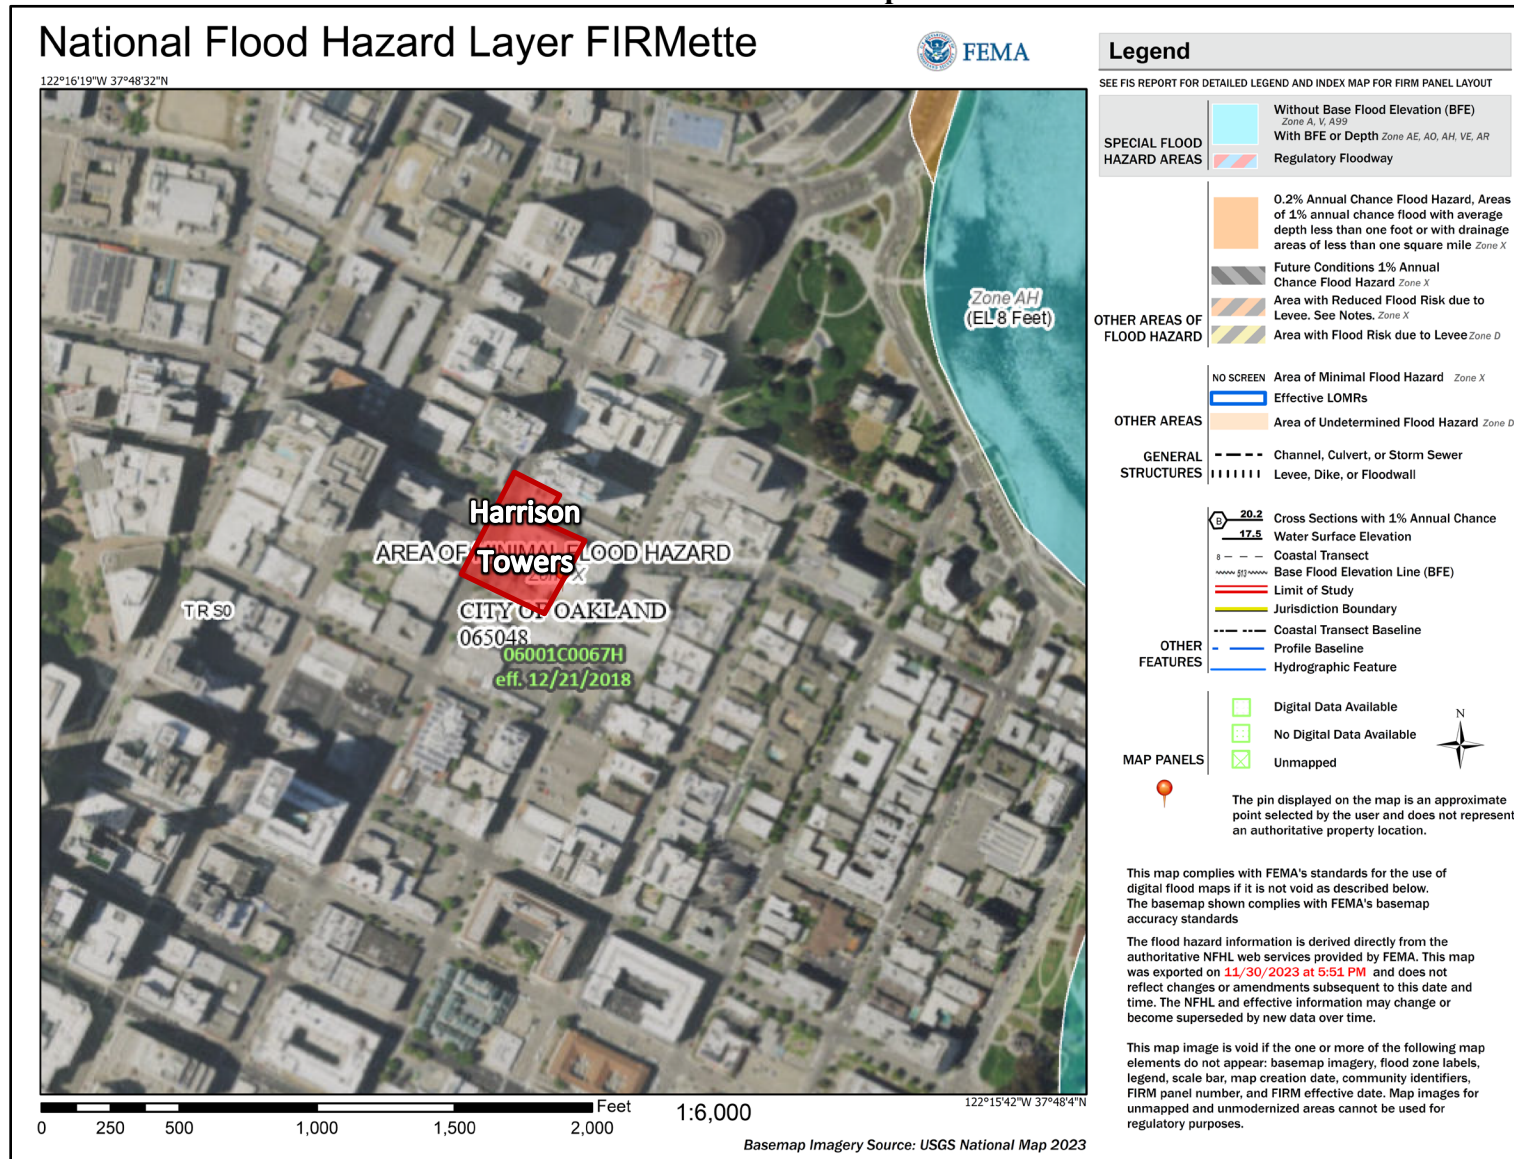 National Flood Hazard Layer FIRMette
FEMA
122°16'19"W 37°48'32"N
Zone AH
(EL 8 Feet)
Harrison
AREA OF MINIMAL FLOOD HAZARD
Towers
Zone X
T R S0
CITY OF OAKLAND
065048
06001C0067H
eff. 12/21/2018
Feet
0 250 500 1,000 1,500 2,000
1:6,000
122°15'42"W 37°48'4"N
Basemap Imagery Source: USGS National Map 2023
Legend
SEE FIS REPORT FOR DETAILED LEGEND AND INDEX MAP FOR FIRM PANEL LAYOUT
SPECIAL FLOOD
HAZARD AREAS
Without Base Flood Elevation (BFE)
Zone A, V, A99
With BFE or Depth Zone AE, AO, AH, VE, AR
Regulatory Floodway
OTHER AREAS OF
FLOOD HAZARD
0.2% Annual Chance Flood Hazard, Areas
of 1% annual chance flood with average
depth less than one foot or with drainage
areas of less than one square mile Zone X
Future Conditions 1% Annual
Chance Flood Hazard Zone X
Area with Reduced Flood Risk due to
Levee. See Notes. Zone X
Area with Flood Risk due to Levee Zone D
OTHER AREAS
NO SCREEN Area of Minimal Flood Hazard Zone X
Effective LOMRs
Area of Undetermined Flood Hazard Zone D
GENERAL
STRUCTURES
Channel, Culvert, or Storm Sewer
Levee, Dike, or Floodwall
OTHER
FEATURES
B 20.2 Cross Sections with 1% Annual Chance
17.5 Water Surface Elevation
8 Coastal Transect
513 Base Flood Elevation Line (BFE)
Limit of Study
Jurisdiction Boundary
Coastal Transect Baseline
Profile Baseline
Hydrographic Feature
MAP PANELS
Digital Data Available
No Digital Data Available
Unmapped
N
The pin displayed on the map is an approximate
point selected by the user and does not represent
an authoritative property location.
This map complies with FEMA's standards for the use of
digital flood maps if it is not void as described below.
The basemap shown complies with FEMA's basemap
accuracy standards
The flood hazard information is derived directly from the
authoritative NFHL web services provided by FEMA. This map
was exported on 11/30/2023 at 5:51 PM and does not
reflect changes or amendments subsequent to this date and
time. The NFHL and effective information may change or
become superseded by new data over time.
This map image is void if the one or more of the following map
elements do not appear: basemap imagery, flood zone labels,
legend, scale bar, map creation date, community identifiers,
FIRM panel number, and FIRM effective date. Map images for
unmapped and unmodernized areas cannot be used for
regulatory purposes.